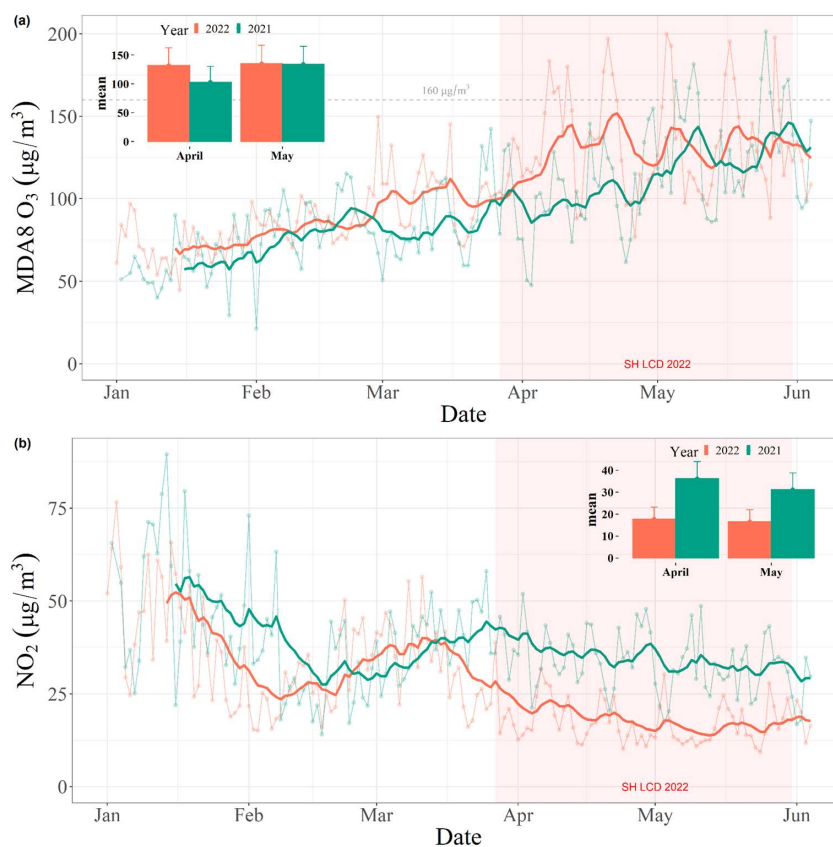 (a)
Year 2022 2021
mean
150
100
50
0
April May
160 μg/m³
MDA8 O₃ (μg/m³)
200
150
100
50
0
SH LCD 2022
Jan Feb Mar Apr May Jun
Date
(b)
Year 2022 2021
mean
40
30
20
10
0
April May
NO₂ (μg/m³)
75
50
25
0
SH LCD 2022
Jan Feb Mar Apr May Jun
Date